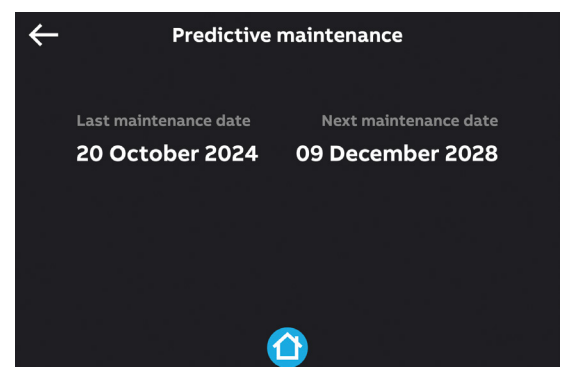 Predictive maintenance
Last maintenance date
Next maintenance date
20 October 2024
09 December 2028